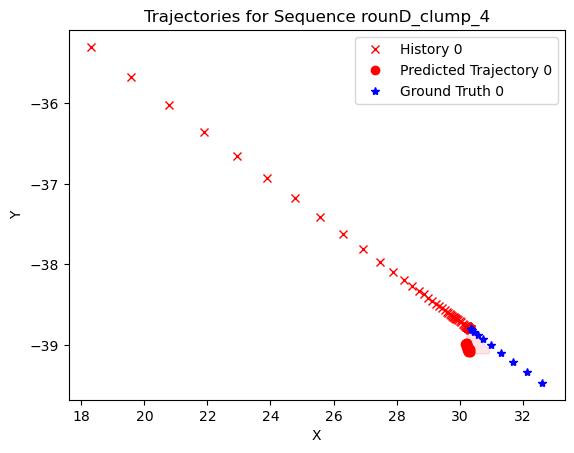 Trajectories for Sequence rounD_clump_4
History 0
Predicted Trajectory 0
Ground Truth 0
Y
−36
−37
−38
−39
18 20 22 24 26 28 30 32
X